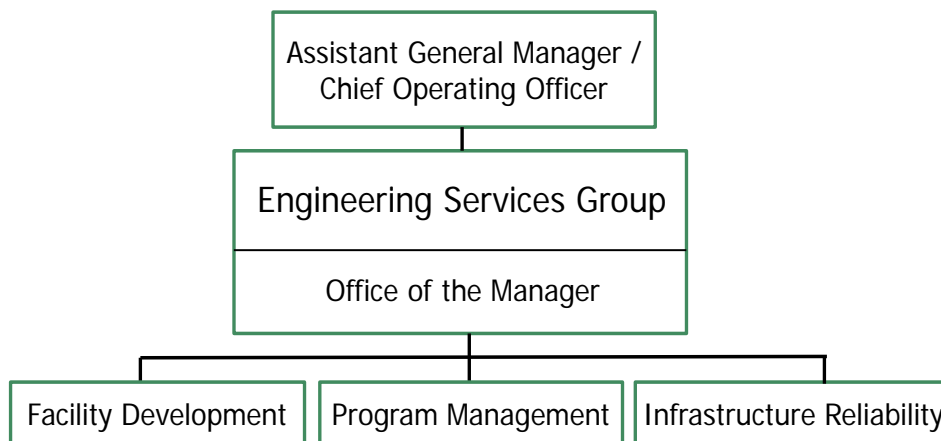 Assistant General Manager /
Chief Operating Officer
Engineering Services Group
Office of the Manager
Facility Development
Program Management
Infrastructure Reliability